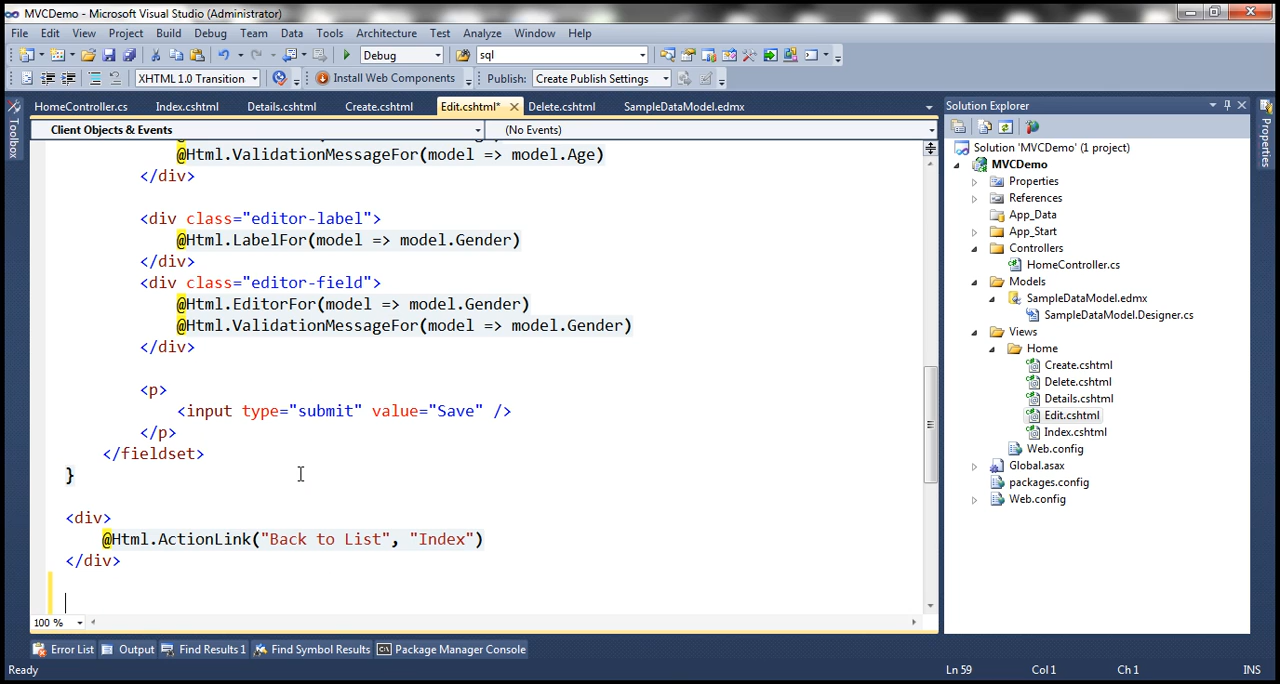 MVCDemo - Microsoft Visual Studio (Administrator)
File Edit View Project Build Debug Team Data Tools Architecture Test Analyze Window Help
Debug sql
XHTML 1.0 Transition Install Web Components Publish: Create Publish Settings
HomeController.cs Index.cshtml Details.cshtml Create.cshtml Edit.cshtml* Delete.cshtml SampleDataModel.edmx
Client Objects & Events (No Events)
@Html.ValidationMessageFor(model => model.Age)
</div>
<div class="editor-label">
@Html.LabelFor(model => model.Gender)
</div>
<div class="editor-field">
@Html.EditorFor(model => model.Gender)
@Html.ValidationMessageFor(model => model.Gender)
</div>
<p>
<input type="submit" value="Save" />
</p>
</fieldset>
}
<div>
@Html.ActionLink("Back to List", "Index")
</div>
100 %
Toolbox
Solution Explorer
Solution 'MVCDemo' (1 project)
MVCDemo
Properties
References
App_Data
App_Start
Controllers
HomeController.cs
Models
SampleDataModel.edmx
SampleDataModel.Designer.cs
Views
Home
Create.cshtml
Delete.cshtml
Details.cshtml
Edit.cshtml
Index.cshtml
Web.config
Global.asax
packages.config
Web.config
Properties
Error List Output Find Results 1 Find Symbol Results Package Manager Console
Ready Ln 59 Col 1 Ch 1 INS